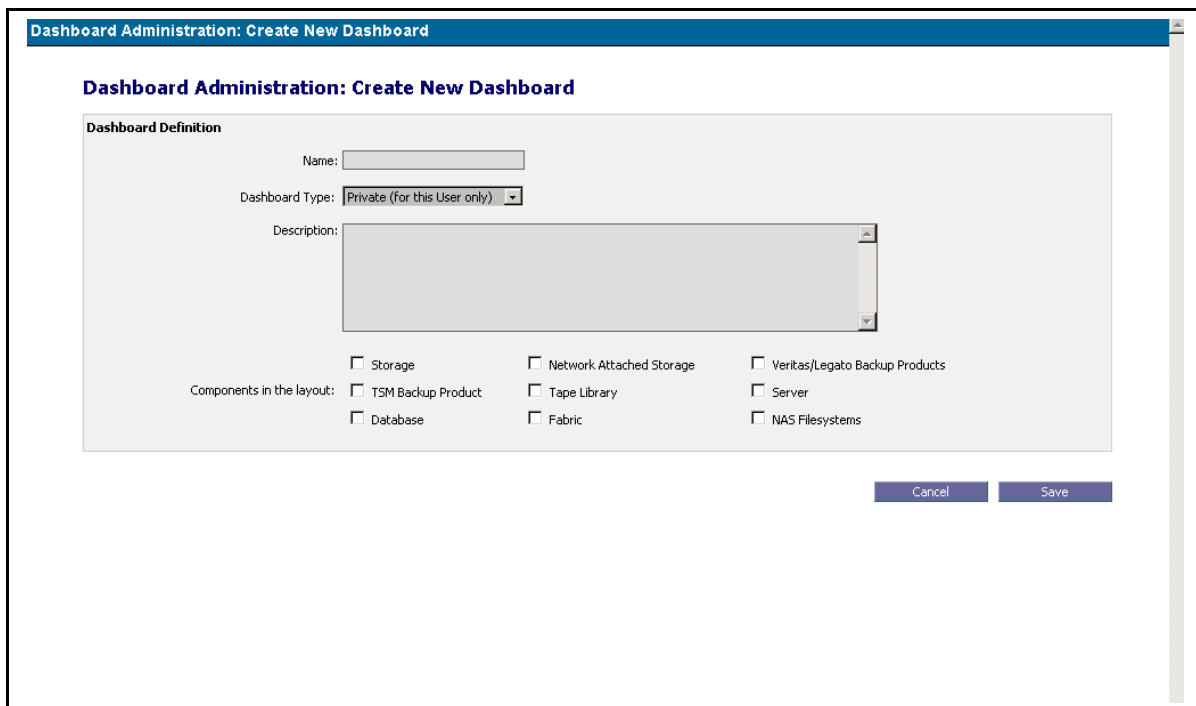 Dashboard Administration: Create New Dashboard
Dashboard Administration: Create New Dashboard
Dashboard Definition
Name:
Dashboard Type: Private (for this User only)
Description:
Storage Network Attached Storage Veritas/Legato Backup Products
Components in the layout: TSM Backup Product Tape Library Server
Database Fabric NAS Filesystems
Cancel Save